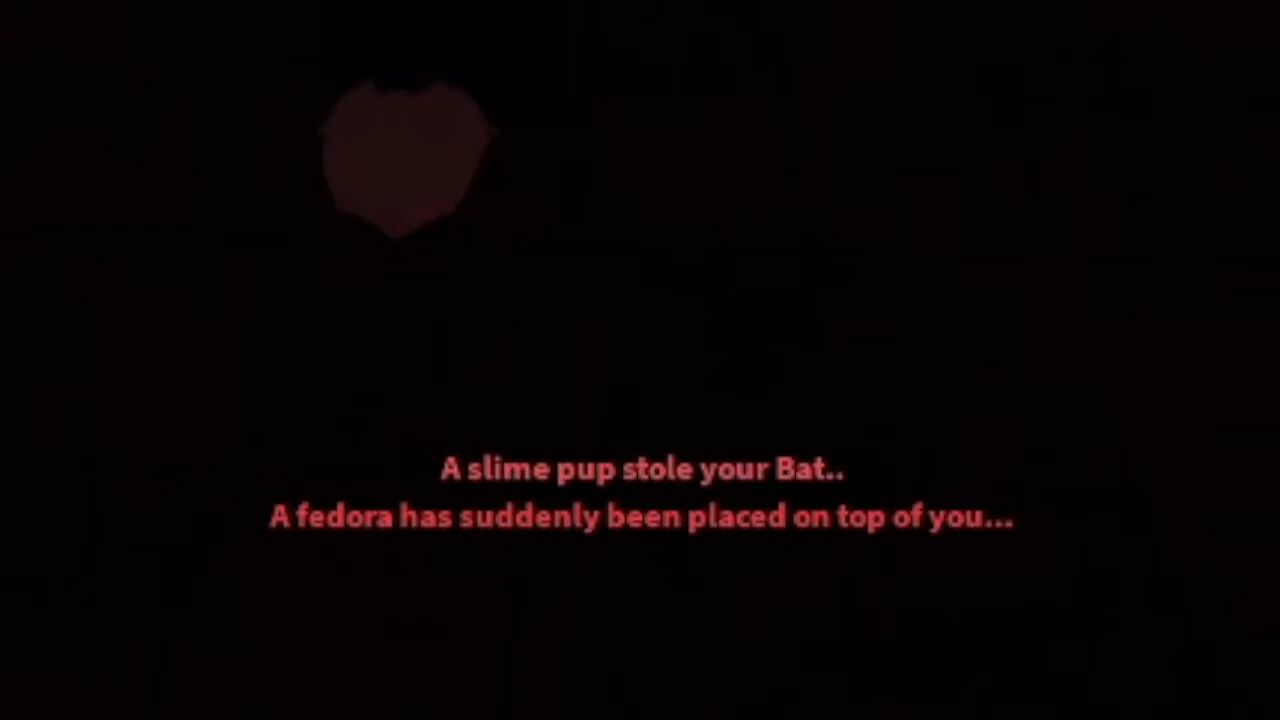 A slime pup stole your Bat..
A fedora has suddenly been placed on top of you...